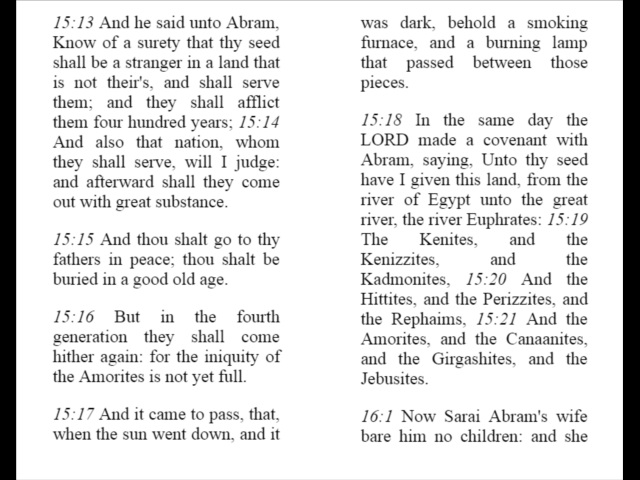 15:13 And he said unto Abram,
Know of a surety that thy seed
shall be a stranger in a land that
is not their's, and shall serve
them; and they shall afflict
them four hundred years; 15:14
And also that nation, whom
they shall serve, will I judge:
and afterward shall they come
out with great substance.
15:15 And thou shalt go to thy
fathers in peace; thou shalt be
buried in a good old age.
15:16 But in the fourth
generation they shall come
hither again: for the iniquity of
the Amorites is not yet full.
15:17 And it came to pass, that,
when the sun went down, and it
was dark, behold a smoking
furnace, and a burning lamp
that passed between those
pieces.
15:18 In the same day the
LORD made a covenant with
Abram, saying, Unto thy seed
have I given this land, from the
river of Egypt unto the great
river, the river Euphrates: 15:19
The Kenites, and the
Kenizzites, and the
Kadmonites, 15:20 And the
Hittites, and the Perizzites, and
the Rephaims, 15:21 And the
Amorites, and the Canaanites,
and the Girgashites, and the
Jebusites.
16:1 Now Sarai Abram's wife
bare him no children: and she